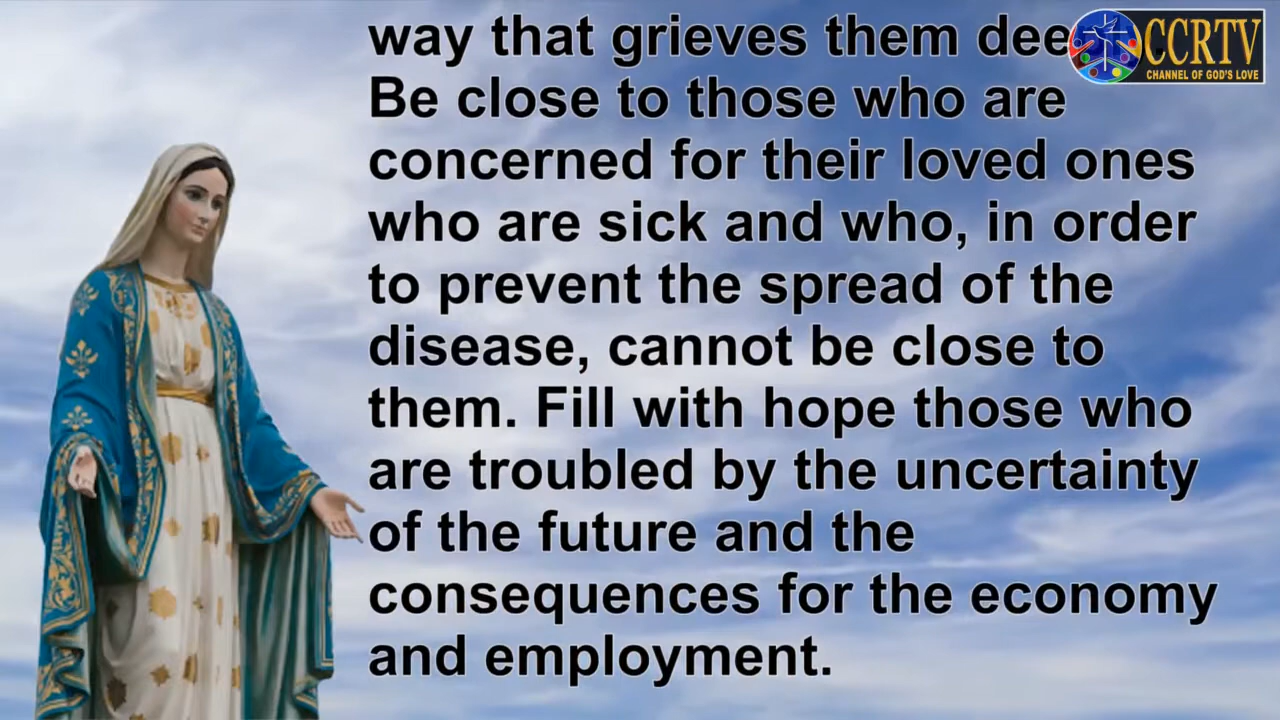 way that grieves them
Be close to those who are
concerned for their loved ones
who are sick and who, in order
to prevent the spread of the
disease, cannot be close to
them. Fill with hope those who
are troubled by the uncertainty
of the future and the
consequences for the economy
and employment.
CCRTV
CHANNEL OF GOD'S LOVE